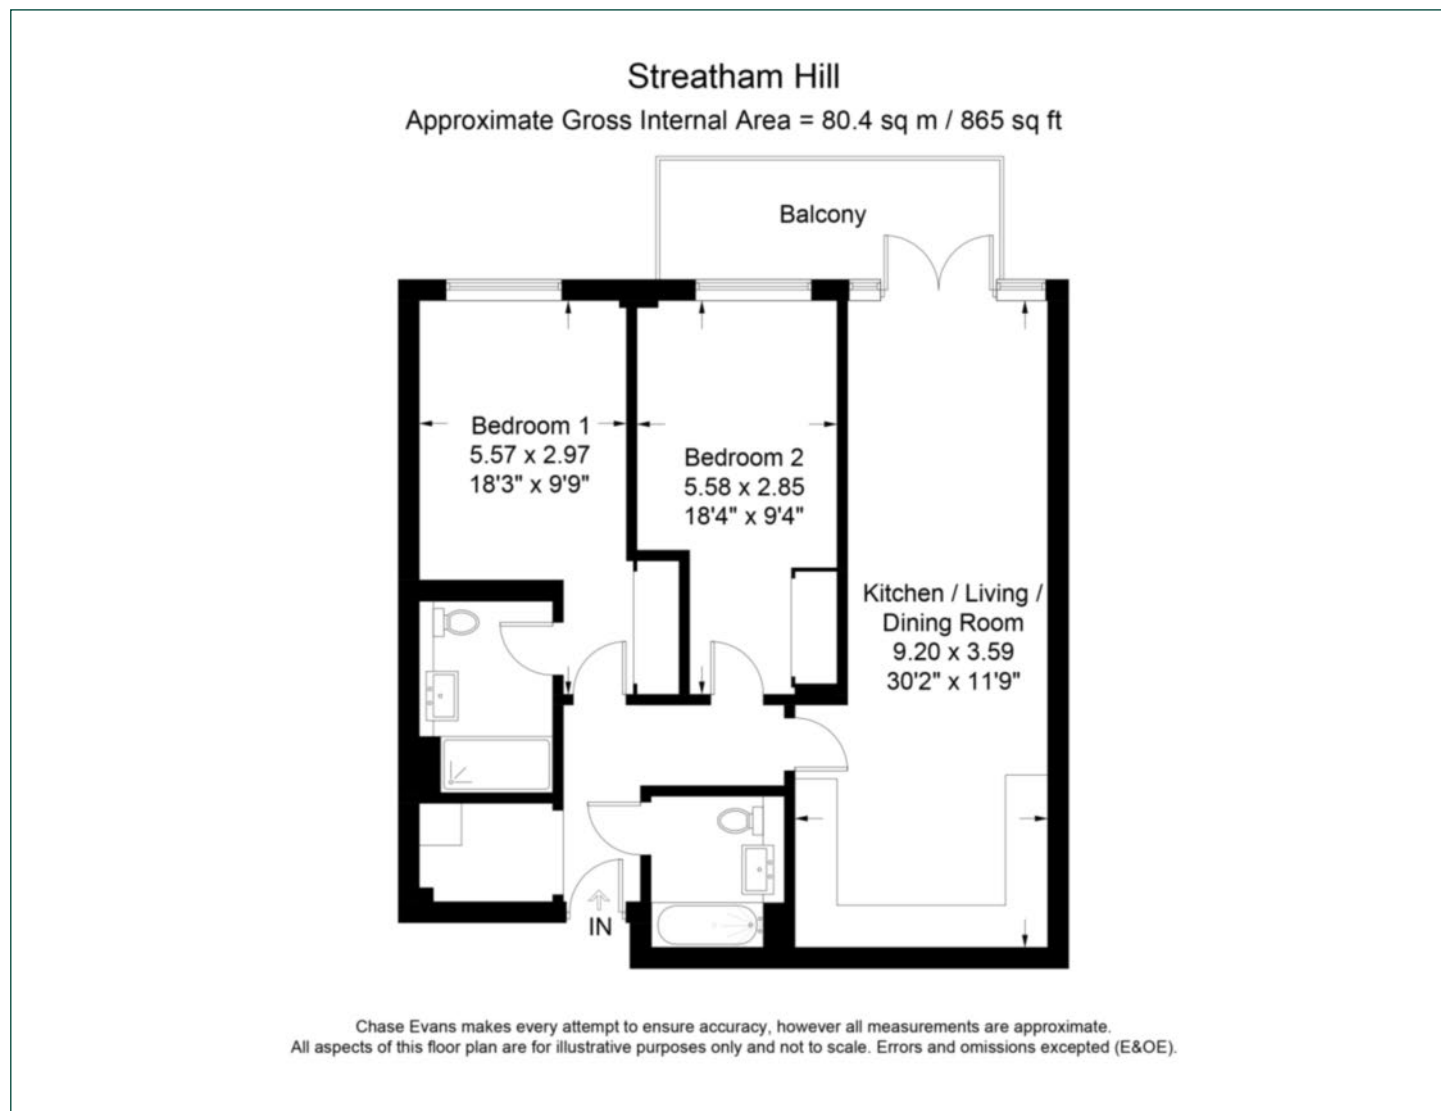 Streatham Hill
Approximate Gross Internal Area = 80.4 sq m / 865 sq ft
Balcony
Bedroom 1
5.57 x 2.97
18'3" x 9'9"
Bedroom 2
5.58 x 2.85
18'4" x 9'4"
Kitchen / Living /
Dining Room
9.20 x 3.59
30'2" x 11'9"
IN
Chase Evans makes every attempt to ensure accuracy, however all measurements are approximate.
All aspects of this floor plan are for illustrative purposes only and not to scale. Errors and omissions excepted (E&OE).